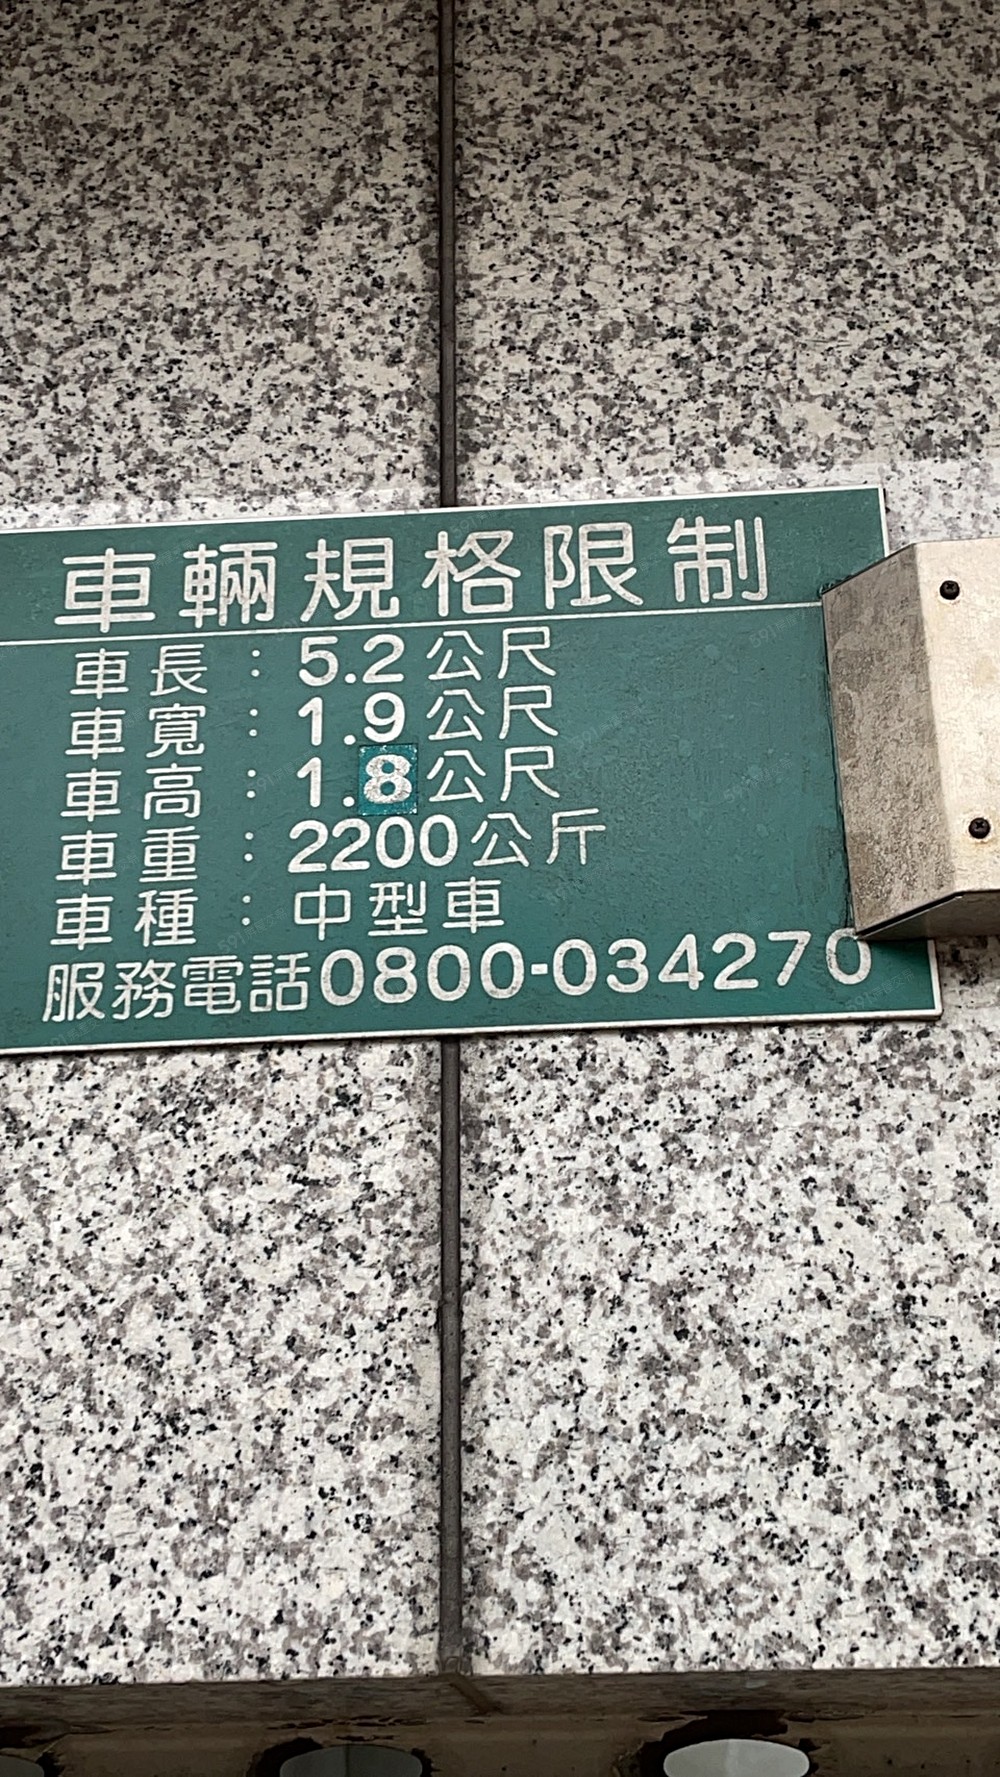 車輛規格限制
車長：5.2公尺
車寬：1.9公尺
車高：1.8公尺
車重：2200公斤
車種：中型車
服務電話0800-034270